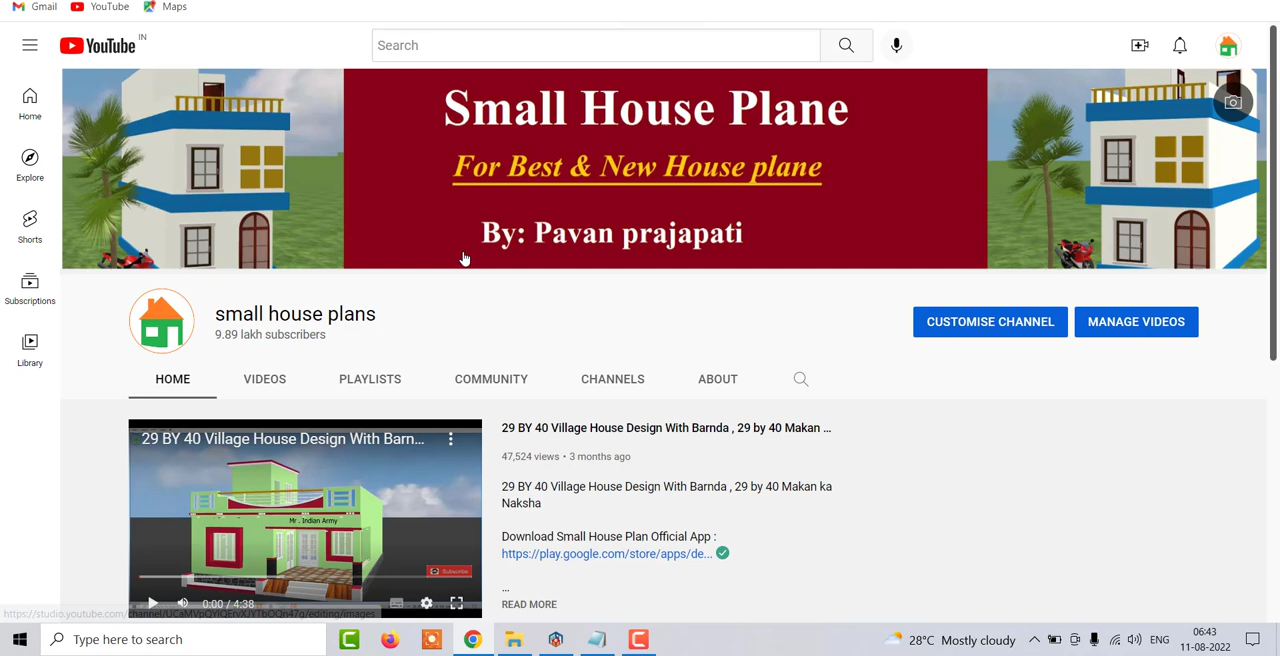 Gmail YouTube Maps
YouTube IN
Search
Small House Plane
For Best & New House plane
By: Pavan prajapati
Home
Explore
Shorts
Subscriptions
Library
small house plans
9.89 lakh subscribers
CUSTOMISE CHANNEL MANAGE VIDEOS
HOME VIDEOS PLAYLISTS COMMUNITY CHANNELS ABOUT
29 BY 40 Village House Design With Barn...
Mr . Indian Army
Subscribe
0:00 / 4:38
29 BY 40 Village House Design With Barnda , 29 by 40 Makan ...
47,524 views • 3 months ago
29 BY 40 Village House Design With Barnda , 29 by 40 Makan ka
Naksha
Download Small House Plan Official App :
https://play.google.com/store/apps/de...
...
READ MORE
Type here to search
28°C Mostly cloudy
ENG
06:43
11-08-2022